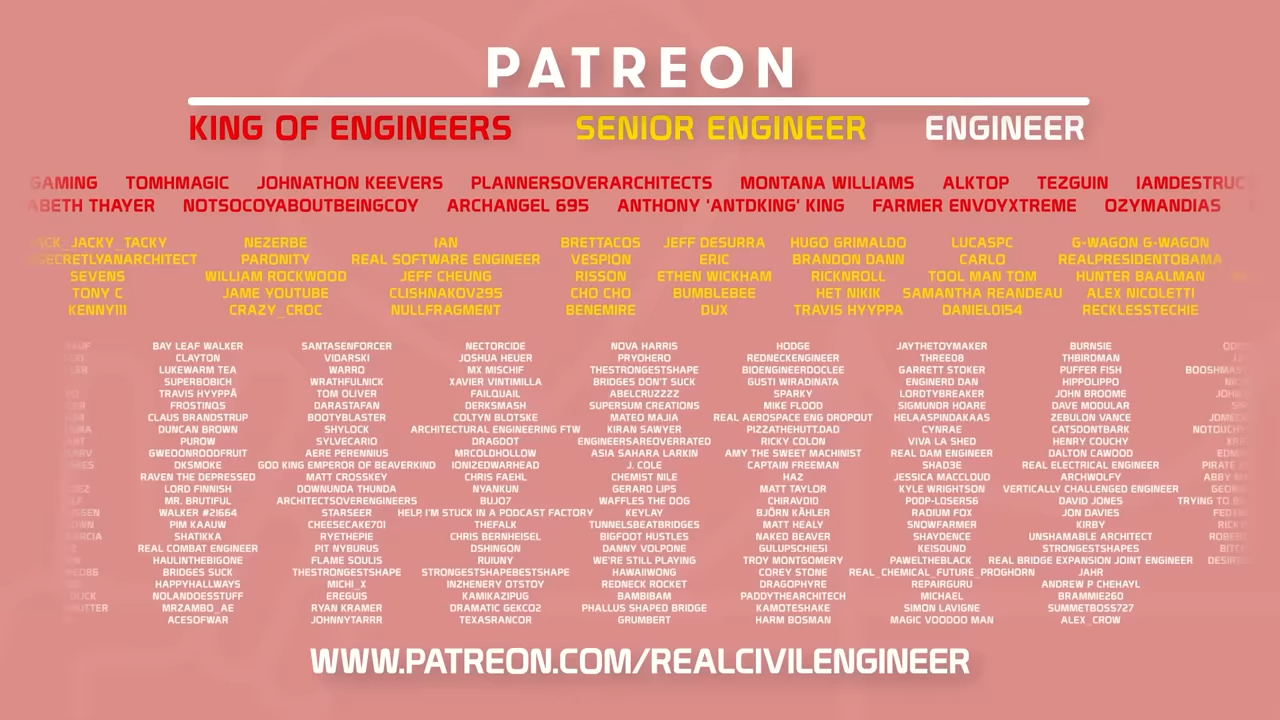 PATREON
KING OF ENGINEERS SENIOR ENGINEER ENGINEER
GAMING TOMHMAGIC JOHNATHON KEEVERS PLANNERSOVERARCHITECTS MONTANA WILLIAMS ALKTOP TEZGUIN IAMDESTRUC
ABETH THAYER NOTSOCOYABOUTBEINGCOY ARCHANGEL 695 ANTHONY 'ANTDKING' KING FARMER ENVOYXTREME OZYMANDIAS
ACK_JACKY_TACKY NEZERBE IAN BRETTACOS JEFF DESURRA HUGO GRIMALDO LUCASPC G-WAGON G-WAGON
SECRETLYANARCHITECT PARONITY REAL SOFTWARE ENGINEER VESPION ERIC BRANDON DANN CARLO REALPRESIDENTOBAMA
SEVENS WILLIAM ROCKWOOD JEFF CHEUNG RISSON ETHEN WICKHAM RICKNROLL TOOL MAN TOM HUNTER BAALMAN
TONY C JAME YOUTUBE CLISHNAKOV295 CHO CHO BUMBLEBEE HET NIKIK SAMANTHA REANDEAU ALEX NICOLETTI
KENNYIII CRAZY_CROC NULLFRAGMENT BENEMIRE DUX TRAVIS HYYPPA DANIEL0154 RECKLESSTECHIE
BAY LEAF WALKER SANTASENFORCER NECTORCIDE NOVA HARRIS HODGE JAYTHETOYMAKER BURNSIE
CLAYTON VIDARSKI JOSHUA HEUER PRYOHERO REDNECKENGINEER THREE08 THBIRDMAN
LUKEWARM TEA WARRO MX MISCHIF THESTRONGSTSHAPE BIOENGINEERDOCLEE GARRETT STOKER PUFFER FISH BOOSHMAS
SUPERBOBICH WRATHFULNICK XAVIER VINTIMILLA BRIDGES DON'T SUCK GUSTI WIRADINATA ENGINERD DAN HIPPOLIPPO
TRAVIS HYYPPÄ TOM OLIVER FAILQUAIL ABELCRUZZZZ SPARKY LORDTYBREAKER JOHN BROOME
FROSTINQS DARASTAFAN DERKSMASH SUPERSUM CREATIONS MIKE FLOOD SIGMUNDR HOARE DAVE MODULAR
CLAUS BRANDSTRUP BOOTYBLASTER COLTYN BLOTSKE MATEO MAJIA REAL AEROSPACE ENG DROPOUT HELAASPINDAKAAS ZEBULON VANCE
DUNCAN BROWN SHYLOCK ARCHITECTURAL ENGINEERING FTW KIRAN SAWYER PIZZATHEHUTT.DAD CYNRAE CATSDONTBARK NOTOUCHY
PUROW SYLVECARIO DRAGDOT ENGINEERSAREOVERRATED RICKY COLON VIVA LA SHED HENRY COUCHY
GWEOONROODFRUIT AERE PERENNIUS MRCOLDHOLLOW ASIA SAHARA LARKIN AMY THE SWEET MACHINIST REAL DAM ENGINEER DALTON CAWOOD
DKSMOKE GOD KING EMPEROR OF BEAVERKIND IONIZEDWARHEAD J. COLE CAPTAIN FREEMAN SHAD3E REAL ELECTRICAL ENGINEER PIRATE
RAVEN THE DEPRESSED MATT CROSSKEY CHRIS FAEHL CHEMIST NILE HAZ JESSICA MACCLOUD ARCHWOLFY ABBY
LORD FINNISH DOWNUNDA THUNDA NYANKUN GERARD LIPS MATT TAYLOR KYLE WRIGHTSON VERTICALLY CHALLENGED ENGINEER
MR. BRUTIFUL ARCHITECTSOVERENGINEERS BUJO7 WAFFLES THE DOG CHIRAVOIO POOP-LOSER56 DAVID JONES TRYING TO
WALKER #21664 STARSEER HELP, I'M STUCK IN A PODCAST FACTORY KEYLAY BJÖRN KÄHLER RADIUM FOX JON DAVIES
PIM KAAUW CHEESECAKE701 THEFALK TUNNELSBEATBRIDGES MATT HEALY SNOWFARMER KIRBY
SHATIKKA RYETHEPIE CHRIS BERNHEISEL BIGFOOT HUSTLES NAKED BEAVER SHAYDENCE UNSHAMABLE ARCHITECT
REAL COMBAT ENGINEER PIT NYBURUS DSHINGON DANNY VOLPONE GULUPSCHIESI KEISOUND STRONGESTSHAPES
HAULINTHEBIGONE FLAME SOULIS RUIUNY WE'RE STILL PLAYING TROY MONTGOMERY PAWELTHEBLACK REAL BRIDGE EXPANSION JOINT ENGINEER
BRIDGES SUCK THESTRONGESTSHAPE STRONGESTSHAPEBESTSHAPE HAWAIIWONG COREY STONE REAL_CHEMICAL_FUTURE_PROGHORN JAHR
HAPPYHALLWAYS MICHI_X INZHENERY OTSTOY REDNECK ROCKET DRAGOPHYRE REPAIRGURU ANDREW P CHEHAYL
NOLANDOESSTUFF EREGUIS KAMIKAZIPUG BAMBIBAM PADDYTHEARCHITECH MICHAEL BRAMMIE260
MRZAMBO_AE RYAN KRAMER DRAMATIC GEKCO2 PHALLUS SHAPED BRIDGE KAMOTESHAKE SIMON LAVIGNE SUMMETBOSS727
ACESOFWAR JOHNNYTARRR TEXASRANCOR GRUMBERT HARM BOSMAN MAGIC VOODOO MAN ALEX_CROW
WWW.PATREON.COM/REALCIVILENGINEER